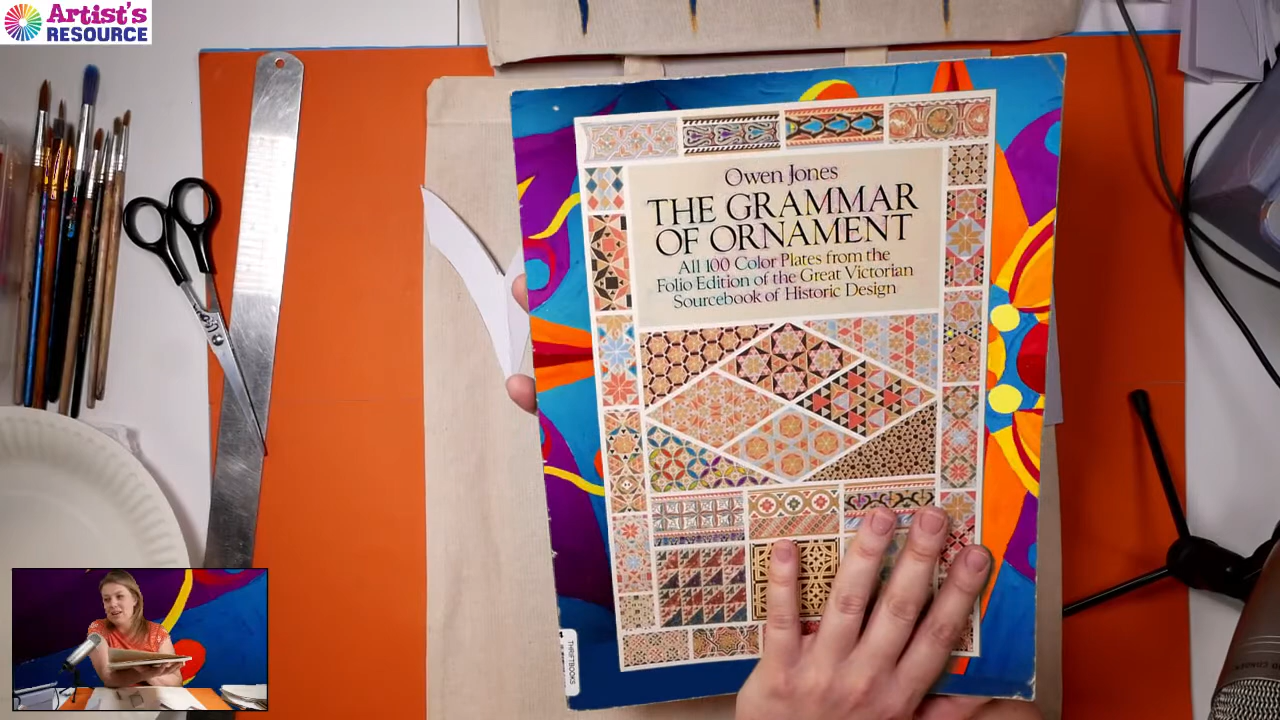 Artist's
RESOURCE
Owen Jones
THE GRAMMAR
OF ORNAMENT
All 100 Color Plates from the
Folio Edition of the Great Victorian
Sourcebook of Historic Design
THRIFTBOOKS